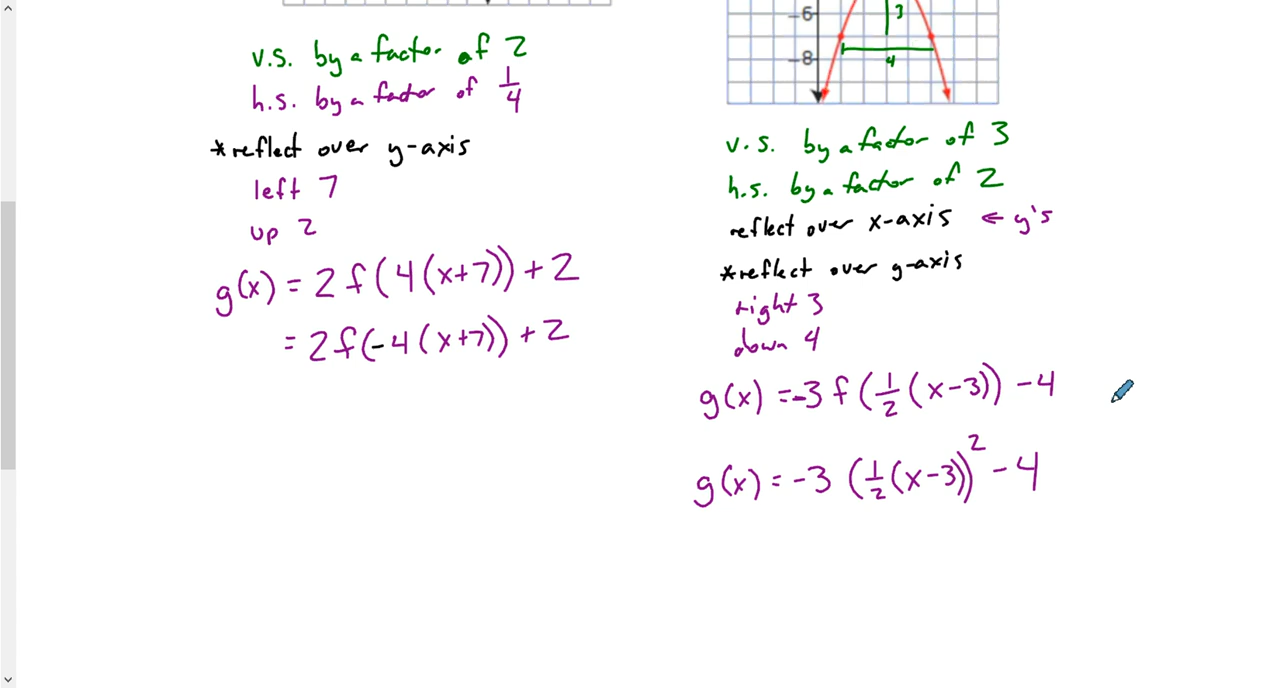 v.s. by a factor of 2
h.s. by a factor of 1/4
*reflect over y-axis
left 7
up 2
g(x) = 2 f(4(x+7)) + 2
= 2f(-4(x+7)) + 2
-6
3
-8
4
v.s. by a factor of 3
h.s. by a factor of 2
reflect over x-axis ← y's
*reflect over y-axis
right 3
down 4
g(x) = -3 f(1/2(x-3)) - 4
g(x) = -3 (1/2(x-3))² - 4